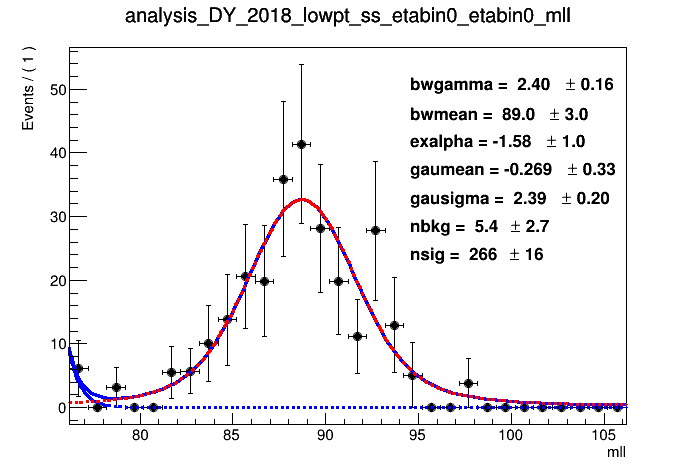 analysis_DY_2018_lowpt_ss_etabin0_etabin0_mll
Events / ( 1 )
bwgamma = 2.40 ± 0.16
bwmean = 89.0 ± 3.0
exalpha = -1.58 ± 1.0
gaumean = -0.269 ± 0.33
gausigma = 2.39 ± 0.20
nbkg = 5.4 ± 2.7
nsig = 266 ± 16
50
40
30
20
10
0
80 85 90 95 100 105
mll